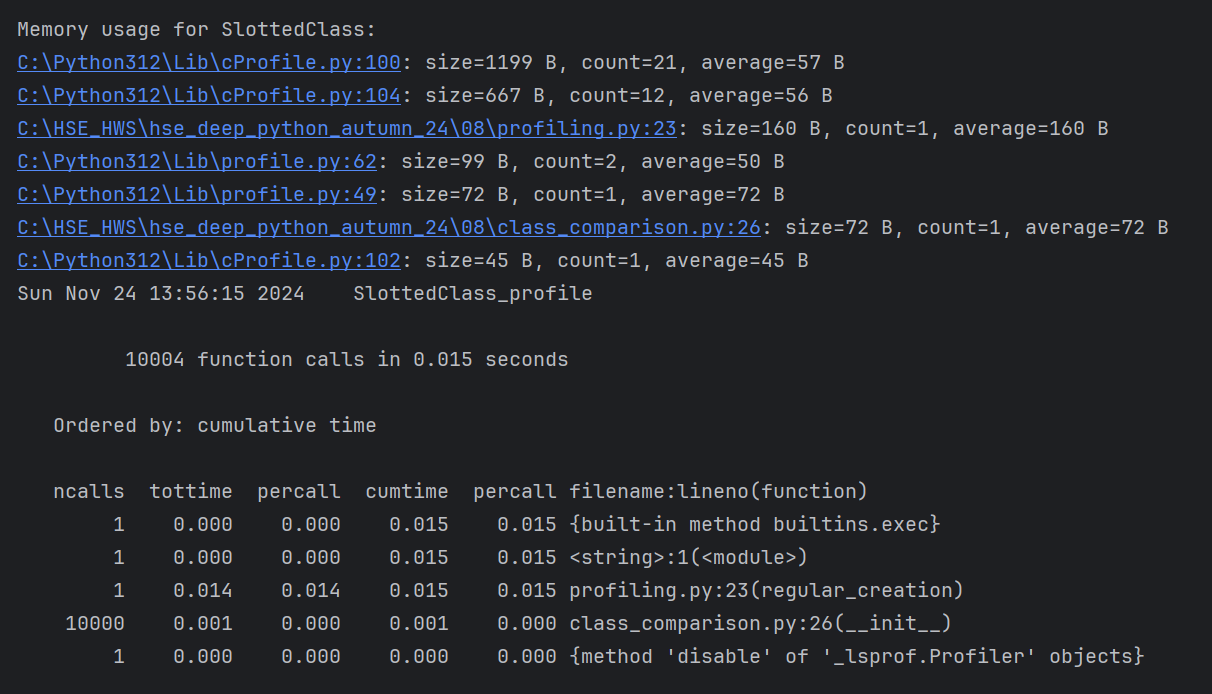 Memory usage for SlottedClass:
C:\Python312\Lib\cProfile.py:100: size=1199 B, count=21, average=57 B
C:\Python312\Lib\cProfile.py:104: size=667 B, count=12, average=56 B
C:\HSE_HWS\hse_deep_python_autumn_24\08\profiling.py:23: size=160 B, count=1, average=160 B
C:\Python312\Lib\profile.py:62: size=99 B, count=2, average=50 B
C:\Python312\Lib\profile.py:49: size=72 B, count=1, average=72 B
C:\HSE_HWS\hse_deep_python_autumn_24\08\class_comparison.py:26: size=72 B, count=1, average=72 B
C:\Python312\Lib\cProfile.py:102: size=45 B, count=1, average=45 B
Sun Nov 24 13:56:15 2024    SlottedClass_profile
         10004 function calls in 0.015 seconds
   Ordered by: cumulative time
   ncalls  tottime  percall  cumtime  percall filename:lineno(function)
        1    0.000    0.000    0.015    0.015 {built-in method builtins.exec}
        1    0.000    0.000    0.015    0.015 <string>:1(<module>)
        1    0.014    0.014    0.015    0.015 profiling.py:23(regular_creation)
    10000    0.001    0.000    0.001    0.000 class_comparison.py:26(__init__)
        1    0.000    0.000    0.000    0.000 {method 'disable' of '_lsprof.Profiler' objects}